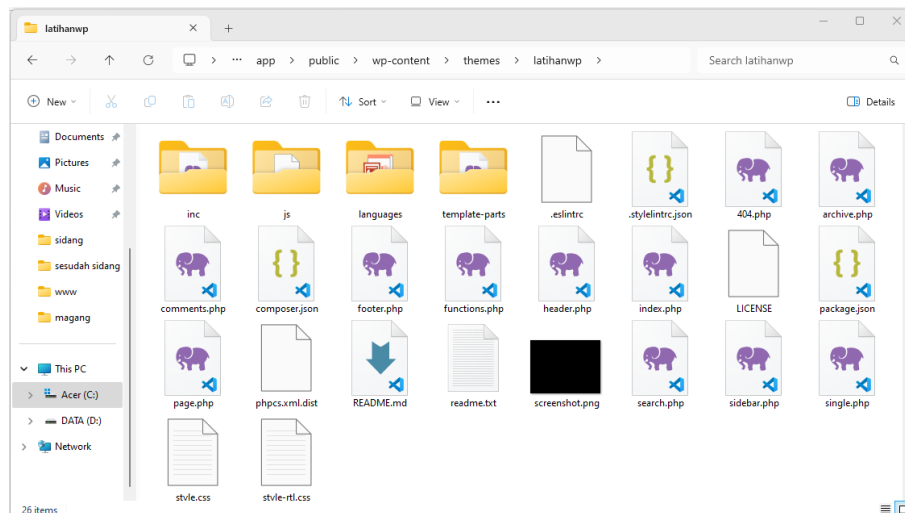 latihanwp
app > public > wp-content > themes > latihanwp >
Search latihanwp
New
Sort
View
Details
Documents
Pictures
Music
Videos
sidang
sesudah sidang
www
magang
This PC
Acer (C:)
DATA (D:)
Network
inc js languages template-parts .eslintrc .stylelintrc.json 404.php archive.php
comments.php composer.json footer.php functions.php header.php index.php LICENSE package.json
page.php phpcs.xml.dist README.md readme.txt screenshot.png search.php sidebar.php single.php
style.css style-rtl.css
26 items